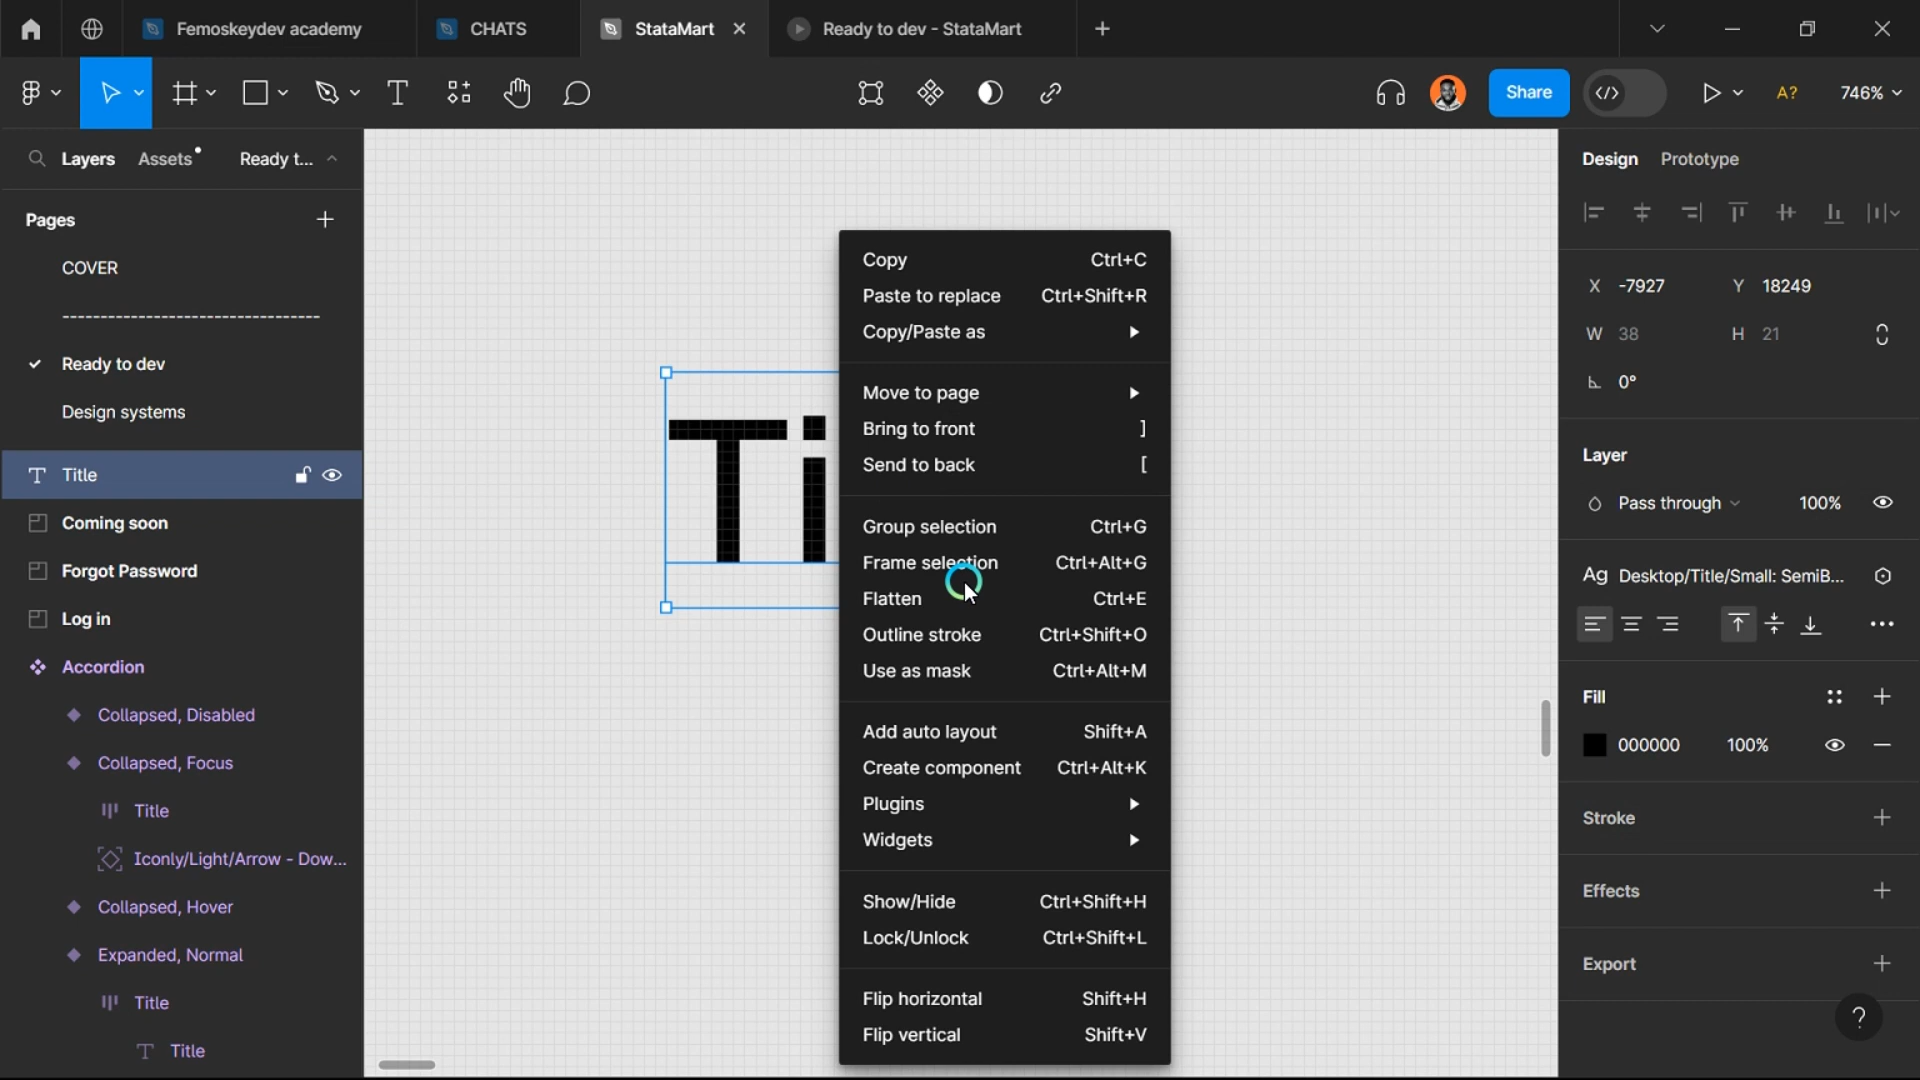 Femoskeydev academy
CHATS
StataMart
Ready to dev - StataMart
Share
A?
746%
Layers
Assets
Ready t...
Pages
COVER
----------------------------------
Ready to dev
Design systems
Title
Coming soon
Forgot Password
Log in
Accordion
Collapsed, Disabled
Collapsed, Focus
Title
Iconly/Light/Arrow - Dow...
Collapsed, Hover
Expanded, Normal
Title
Title
Ti
Copy Ctrl+C
Paste to replace Ctrl+Shift+R
Copy/Paste as
Move to page
Bring to front ]
Send to back [
Group selection Ctrl+G
Frame selection Ctrl+Alt+G
Flatten Ctrl+E
Outline stroke Ctrl+Shift+O
Use as mask Ctrl+Alt+M
Add auto layout Shift+A
Create component Ctrl+Alt+K
Plugins
Widgets
Show/Hide Ctrl+Shift+H
Lock/Unlock Ctrl+Shift+L
Flip horizontal Shift+H
Flip vertical Shift+V
Design Prototype
X -7927 Y 18249
W 38 H 21
0°
Layer
Pass through 100%
Ag Desktop/Title/Small: SemiB...
Fill
000000 100%
Stroke
Effects
Export
?